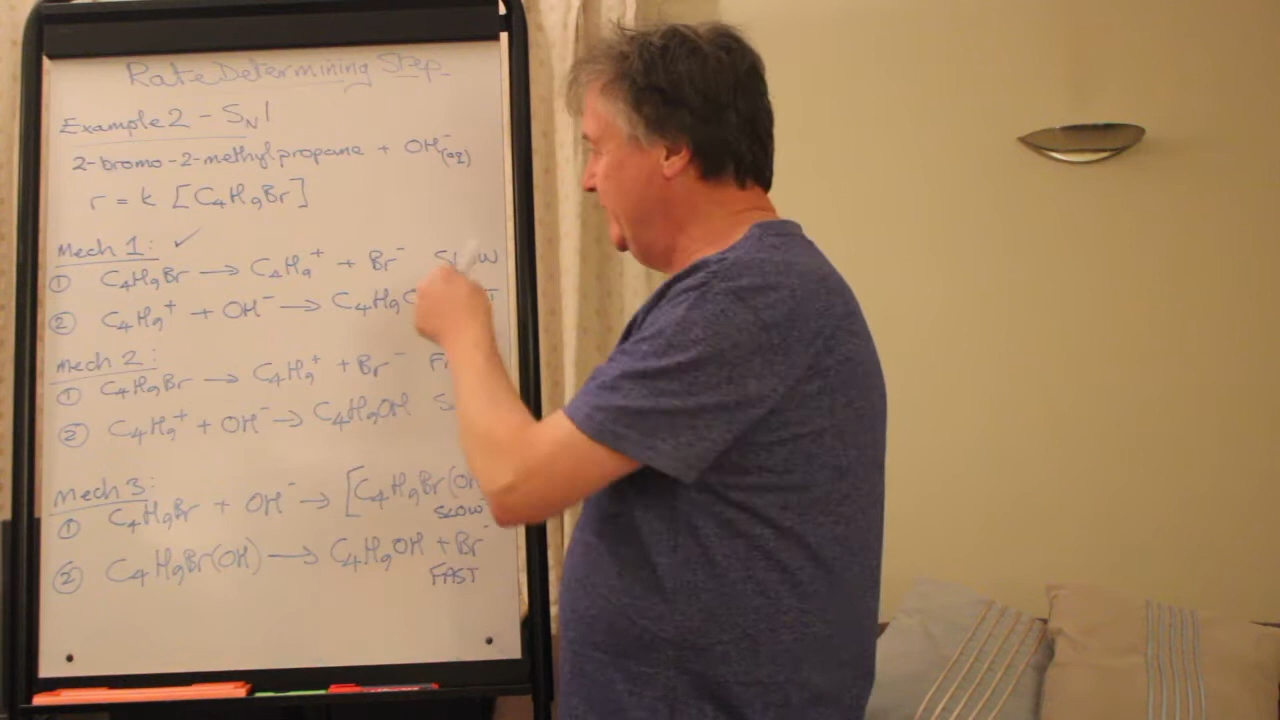 Rate Determining Step
Example 2 - SN1
2-bromo-2-methylpropane + OH⁻(aq)
r = k [C₄H₉Br]
Mech 1: ✓
① C₄H₉Br → C₄H₉⁺ + Br⁻ SLOW
② C₄H₉⁺ + OH⁻ → C₄H₉
Mech 2:
① C₄H₉Br → C₄H₉⁺ + Br⁻
② C₄H₉⁺ + OH⁻ → C₄H₉OH
Mech 3:
① C₄H₉Br + OH⁻ → [C₄H₉Br(OH
SLOW
② C₄H₉Br(OH) → C₄H₉OH + Br⁻
FAST